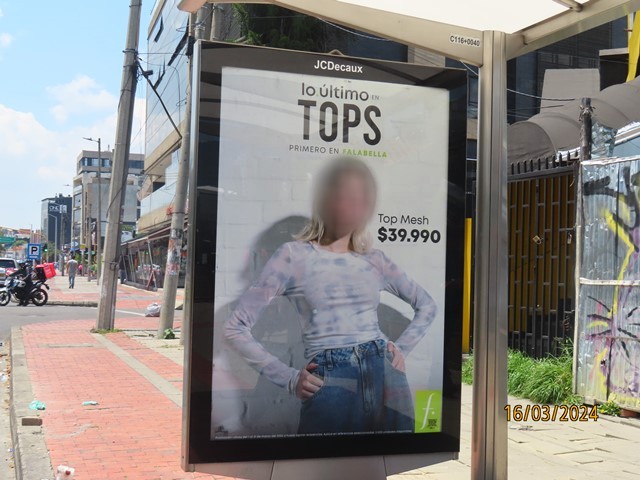 C116+0040
JCDecaux
lo último EN
TOPS
PRIMERO EN FALABELLA
Top Mesh
$39.990
P
f.
16/03/2024